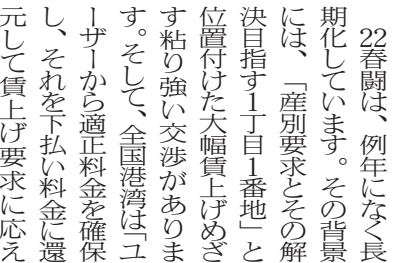 22春闘は、例年になく長
期化しています。その背景
には、「産別要求とその解
決目指す1丁目1番地」と
位置付けた大幅賃上げめざ
す粘り強い交渉がありま
す。そして、全国港湾は「ユ
ーザーから適正料金を確保
し、それを下払い料金に還
元して賃上げ要求に応え